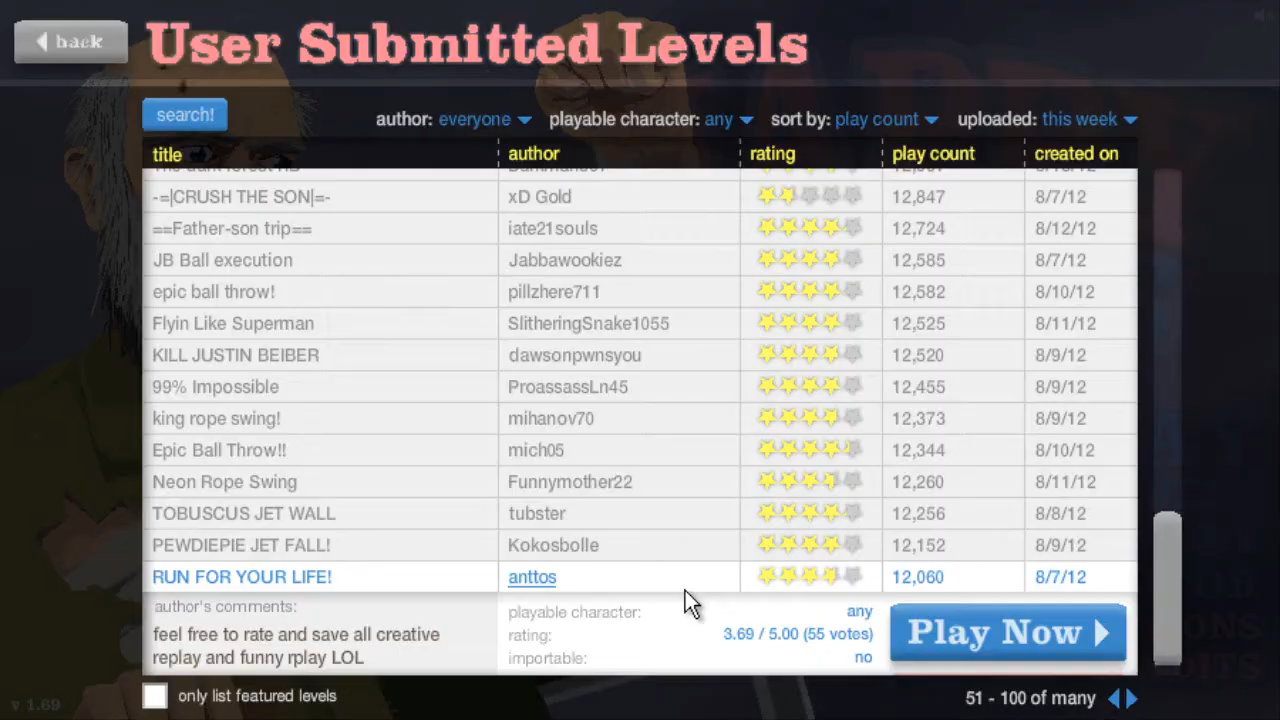 back
User Submitted Levels
search!
author: everyone playable character: any sort by: play count uploaded: this week
title author rating play count created on
-=|CRUSH THE SON|=- xD Gold 12,847 8/7/12
==Father-son trip== iate21souls 12,724 8/12/12
JB Ball execution Jabbawookiez 12,585 8/7/12
epic ball throw! pillzhere711 12,582 8/10/12
Flyin Like Superman SlitheringSnake1055 12,525 8/11/12
KILL JUSTIN BEIBER dawsonpwnsyou 12,520 8/9/12
99% Impossible ProassassLn45 12,455 8/9/12
king rope swing! mihanov70 12,373 8/9/12
Epic Ball Throw!! mich05 12,344 8/10/12
Neon Rope Swing Funnymother22 12,260 8/11/12
TOBUSCUS JET WALL tubster 12,256 8/8/12
PEWDIEPIE JET FALL! Kokosbolle 12,152 8/9/12
RUN FOR YOUR LIFE! anttos 12,060 8/7/12
author's comments:
feel free to rate and save all creative
replay and funny rplay LOL
playable character: any
rating: 3.69 / 5.00 (55 votes)
importable: no
Play Now
only list featured levels
51 - 100 of many
v 1.69